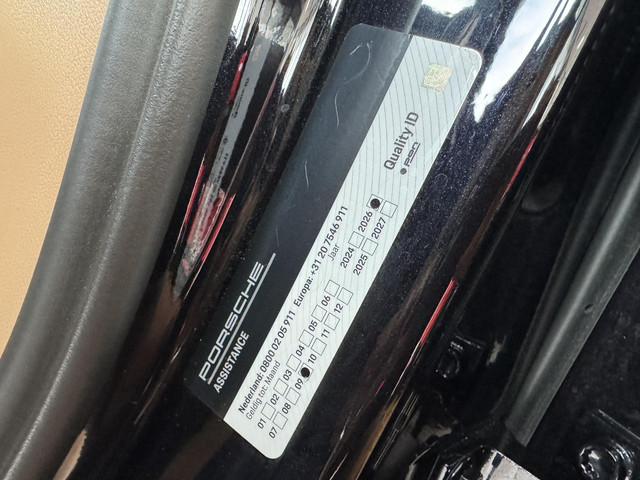 PORSCHE
ASSISTANCE
Nederland: 0800 02 05 911 Europa: +31 20 7546 911
Geldig tot: Maand
Jaar
01 02 03 04 05 06
2024 2026
07 08 09 10 11 12
2025 2027
Quality ID